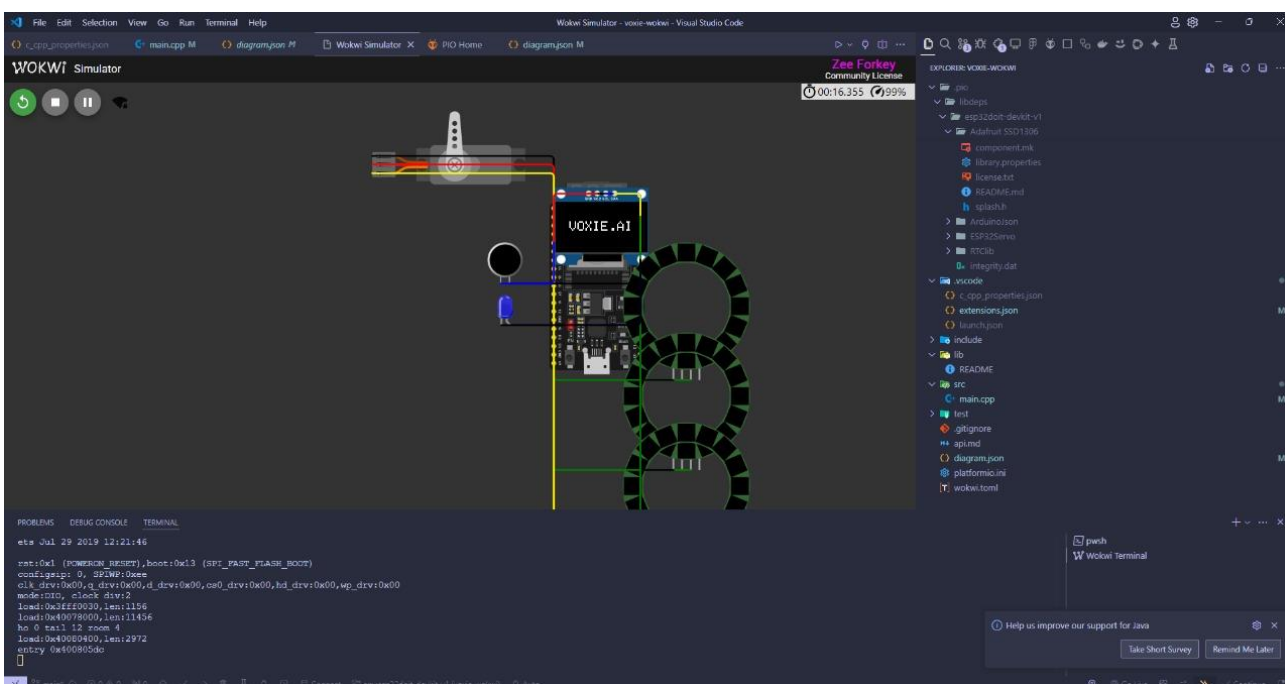 File Edit Selection View Go Run Terminal Help
Wokwi Simulator - voxie-wokwi - Visual Studio Code
c_cpp_properties.json
main.cpp M
diagram.json M
Wokwi Simulator
PIO Home
diagram.json M
EXPLORER: VOXIE-WOKWI
WOKWI Simulator
Zee Forkey
Community License
00:16.355 99%
VOXIE.AI
.pio
libdeps
esp32doit-devkit-v1
Adafruit SSD1306
component.mk
library.properties
license.txt
README.md
splash.h
ArduinoJson
ESP32Servo
RTClib
integrity.dat
.vscode
c_cpp_properties.json
extensions.json M
launch.json
include
lib
README
src
main.cpp M
test
.gitignore
api.md
diagram.json M
platformio.ini
wokwi.toml
PROBLEMS DEBUG CONSOLE TERMINAL
ets Jul 29 2019 12:21:46
rst:0x1 (POWERON_RESET),boot:0x13 (SPI_FAST_FLASH_BOOT)
configsip: 0, SPIWP:0xee
clk_drv:0x00,q_drv:0x00,d_drv:0x00,cs0_drv:0x00,hd_drv:0x00,wp_drv:0x00
mode:DIO, clock div:2
load:0x3fff0030,len:1156
load:0x40078000,len:11456
ho 0 tail 12 room 4
load:0x40080400,len:2972
entry 0x400805dc
pwsh
Wokwi Terminal
Help us improve our support for Java
Take Short Survey
Remind Me Later